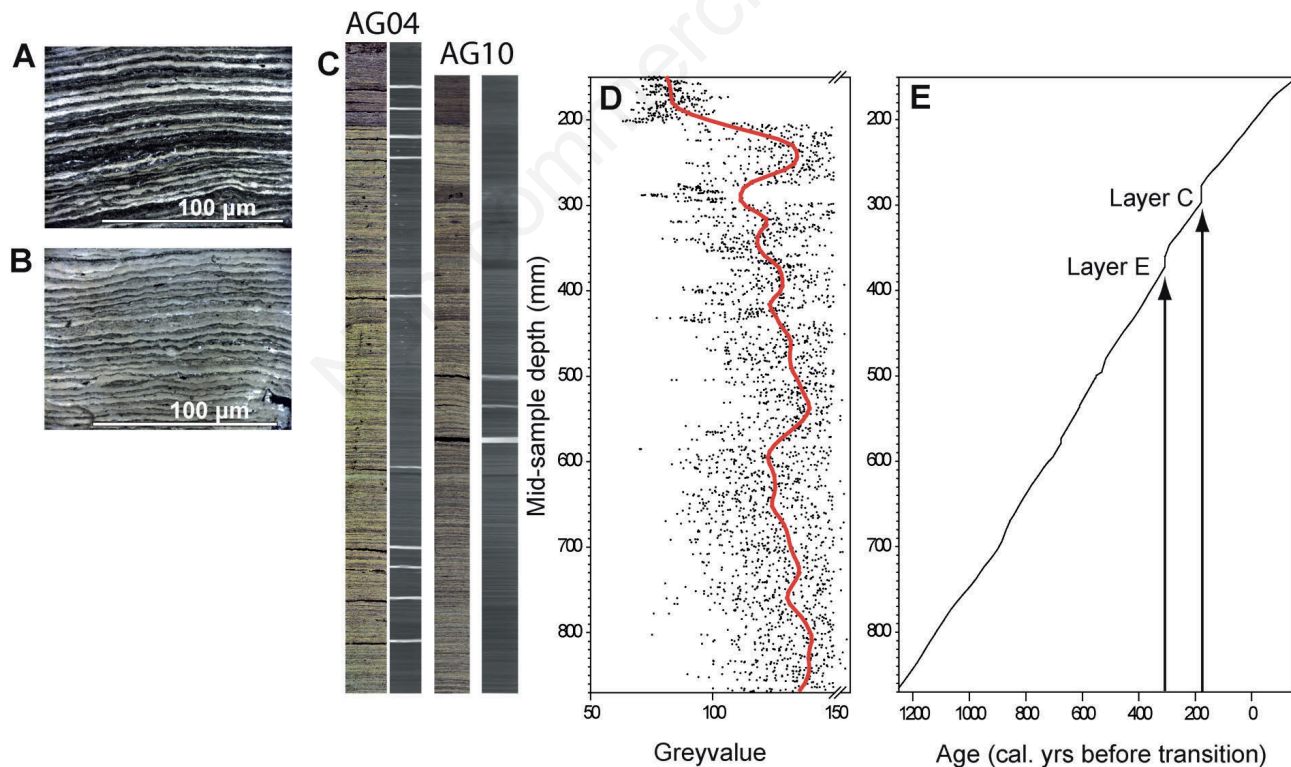 AG04
AG10
A
100 µm
B
100 µm
C
D
Mid-sample depth (mm)
200
300
400
500
600
700
800
50
100
150
Greyvalue
E
Layer C
Layer E
200
300
400
500
600
700
800
1200
1000
800
600
400
200
0
Age (cal. yrs before transition)